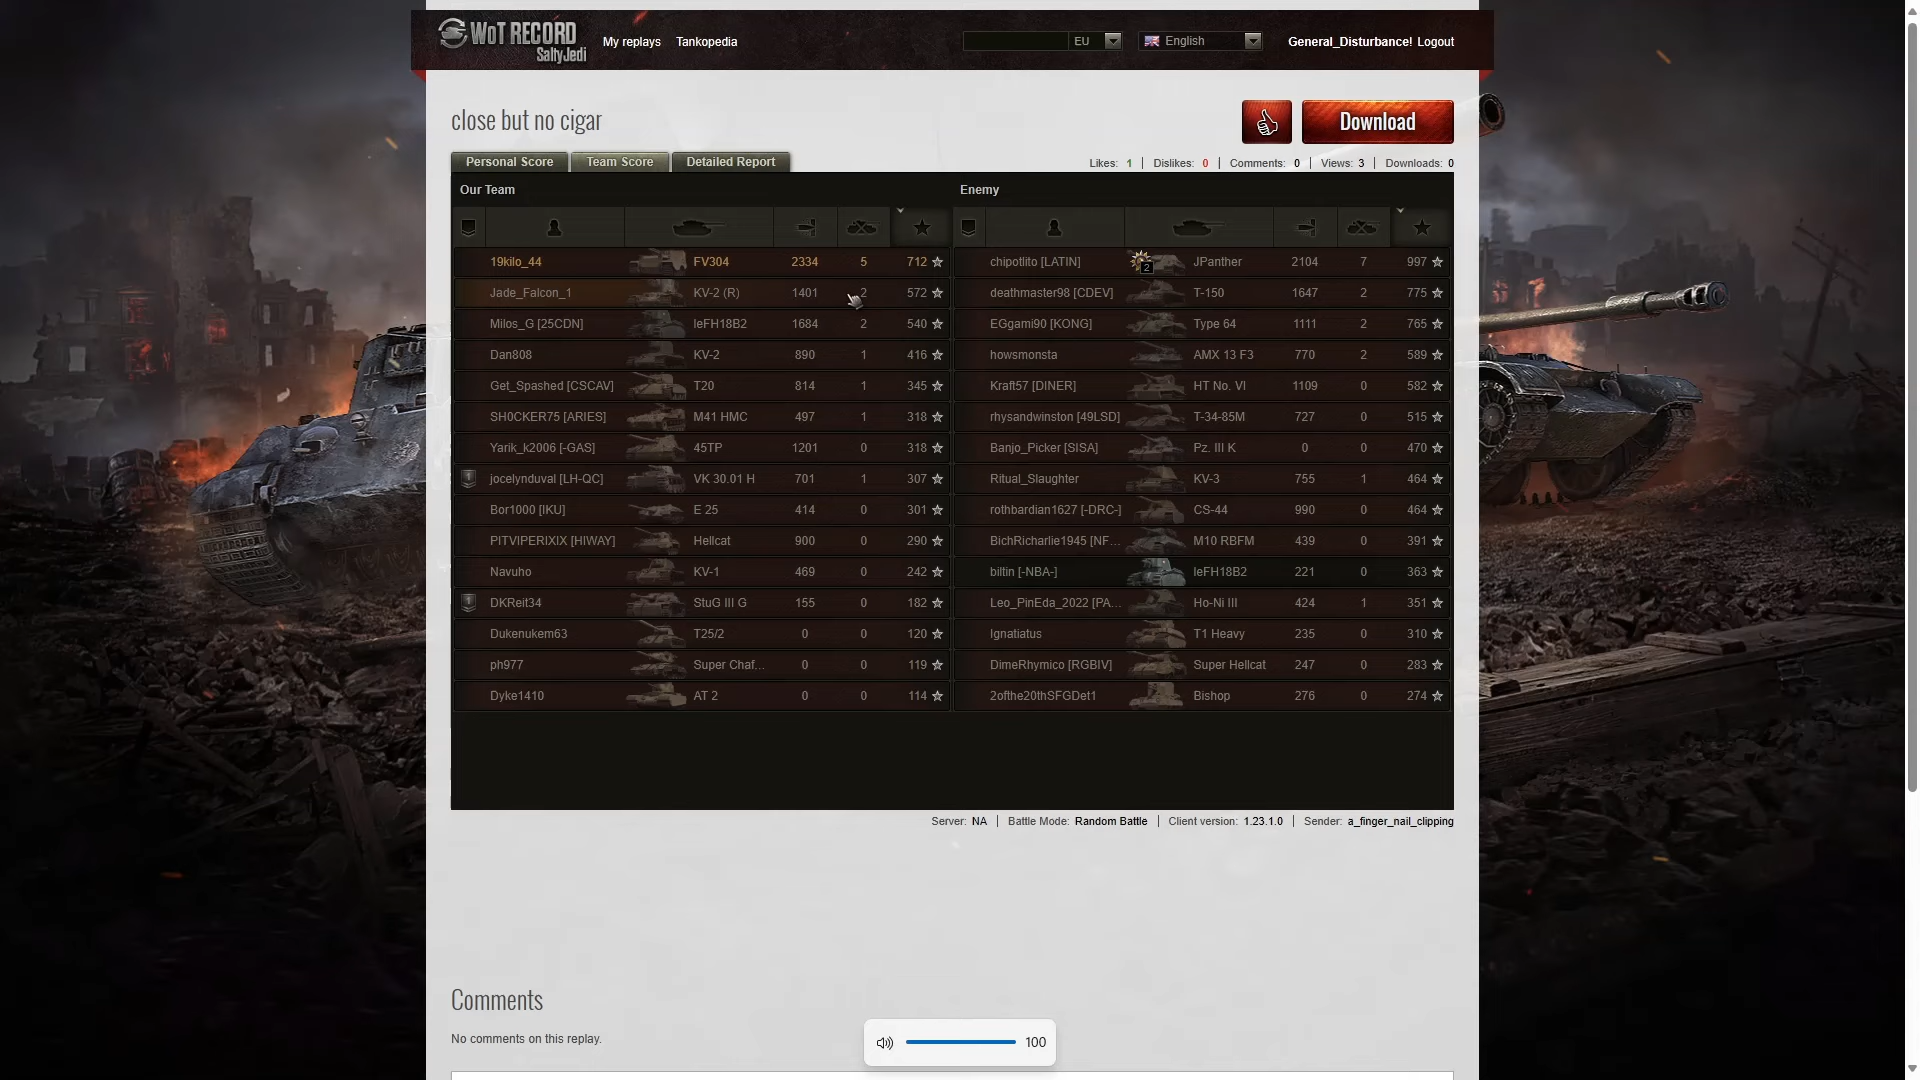 WoT RECORD
SaltyJedi
My replays Tankopedia
EU
English
General_Disturbance! Logout
close but no cigar
Download
Personal Score Team Score Detailed Report
Likes: 1 | Dislikes: 0 | Comments: 0 | Views: 3 | Downloads: 0
Our Team
Enemy
19kilo_44 FV304 2334 5 712
chipotlito [LATIN] 2 JPanther 2104 7 997
Jade_Falcon_1 KV-2 (R) 1401 2 572
deathmaster98 [CDEV] T-150 1647 2 775
Milos_G [25CDN] leFH18B2 1684 2 540
EGgami90 [KONG] Type 64 1111 2 765
Dan808 KV-2 890 1 416
howsmonsta AMX 13 F3 770 2 589
Get_Spashed [CSCAV] T20 814 1 345
Kraft57 [DINER] HT No. VI 1109 0 582
SH0CKER75 [ARIES] M41 HMC 497 1 318
rhysandwinston [49LSD] T-34-85M 727 0 515
Yarik_k2006 [-GAS] 45TP 1201 0 318
Banjo_Picker [SISA] Pz. III K 0 0 470
jocelynduval [LH-QC] VK 30.01 H 701 1 307
Ritual_Slaughter KV-3 755 1 464
Bor1000 [IKU] E 25 414 0 301
rothbardian1627 [-DRC-] CS-44 990 0 464
PITVIPERIXIX [HIWAY] Hellcat 900 0 290
BichRicharlie1945 [NF... M10 RBFM 439 0 391
Navuho KV-1 469 0 242
biltin [-NBA-] leFH18B2 221 0 363
DKReit34 StuG III G 155 0 182
Leo_PinEda_2022 [PA... Ho-Ni III 424 1 351
Dukenukem63 T25/2 0 0 120
Ignatiatus T1 Heavy 235 0 310
ph977 Super Chaf... 0 0 119
DimeRhymico [RGBIV] Super Hellcat 247 0 283
Dyke1410 AT 2 0 0 114
2ofthe20thSFGDet1 Bishop 276 0 274
Server: NA | Battle Mode: Random Battle | Client version: 1.23.1.0 | Sender: a_finger_nail_clipping
Comments
No comments on this replay.
100